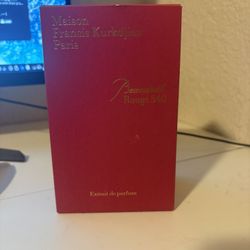 Maison
Francis Kurkdjian
Paris
Baccarat
Rouge 540
Extrait de parfum